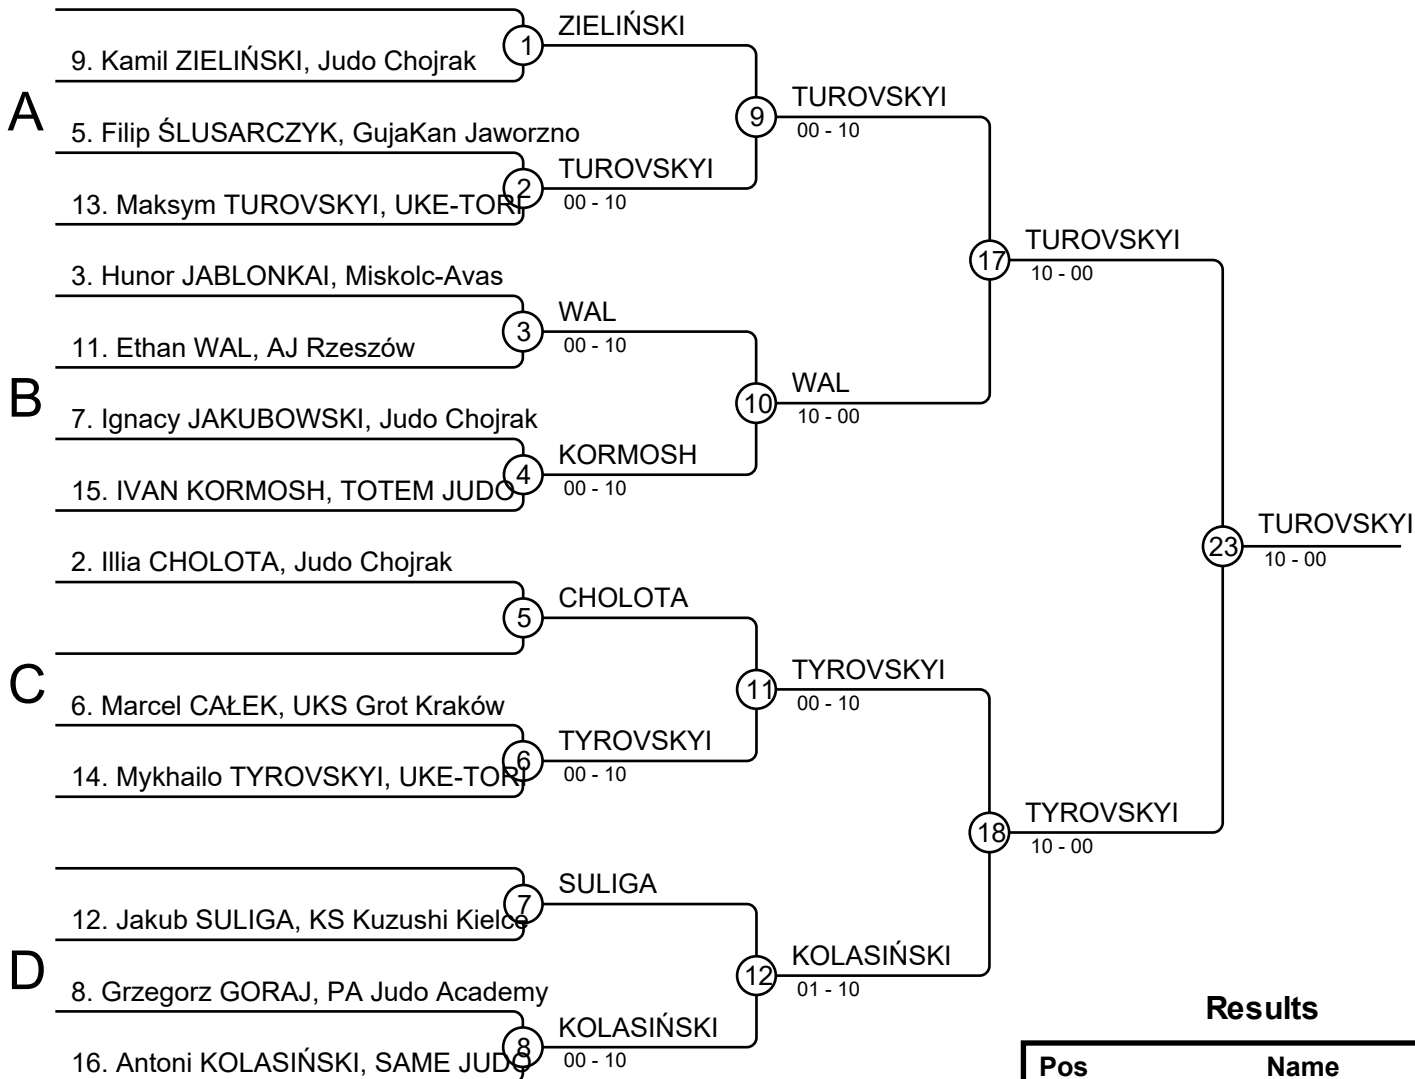 ZIELIŃSKI
1
9. Kamil ZIELIŃSKI, Judo Chojrak
A
TUROVSKYI
9
00 - 10
5. Filip ŚLUSARCZYK, GujaKan Jaworzno
TUROVSKYI
2
00 - 10
13. Maksym TUROVSKYI, UKE-TORI
TUROVSKYI
17
10 - 00
3. Hunor JABLONKAI, Miskolc-Avas
WAL
3
00 - 10
11. Ethan WAL, AJ Rzeszów
B
WAL
10
10 - 00
7. Ignacy JAKUBOWSKI, Judo Chojrak
KORMOSH
4
00 - 10
15. IVAN KORMOSH, TOTEM JUDO
TUROVSKYI
23
10 - 00
2. Illia CHOLOTA, Judo Chojrak
CHOLOTA
5
C
TYROVSKYI
11
00 - 10
6. Marcel CAŁEK, UKS Grot Kraków
TYROVSKYI
6
00 - 10
14. Mykhailo TYROVSKYI, UKE-TORI
TYROVSKYI
18
10 - 00
SULIGA
7
12. Jakub SULIGA, KS Kuzushi Kielce
D
KOLASIŃSKI
12
01 - 10
8. Grzegorz GORAJ, PA Judo Academy
KOLASIŃSKI
8
00 - 10
16. Antoni KOLASIŃSKI, SAME JUDO
Results
Pos Name